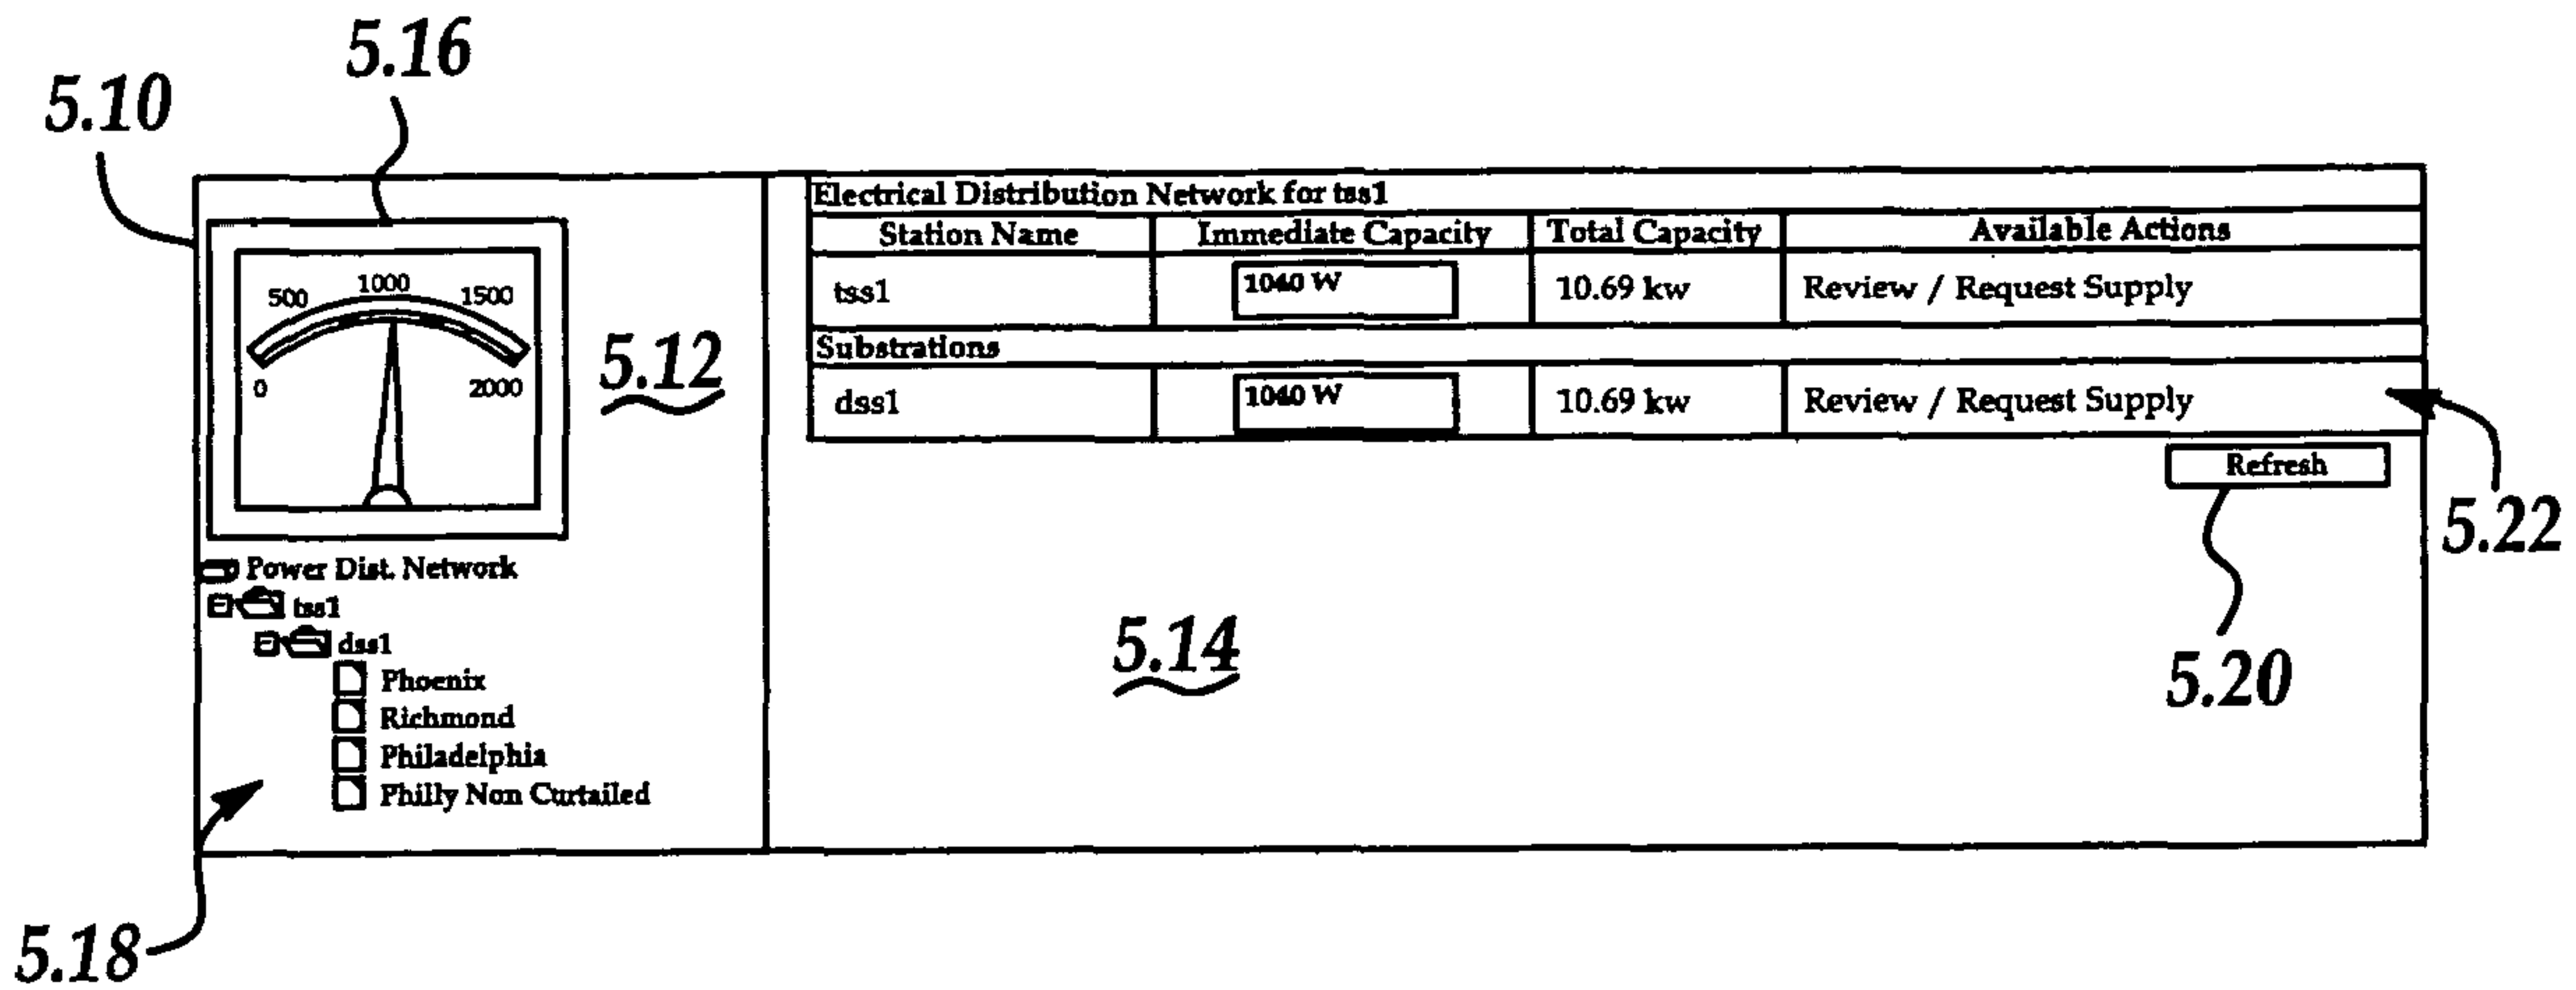 5.16
5.10
500 1000 1500
0 2000
5.12
Power Dist. Network
tss1
dss1
Phoenix
Richmond
Philadelphia
Philly Non Curtailed
5.18
Electrical Distribution Network for tss1
Station Name Immediate Capacity Total Capacity Available Actions
tss1 1040 W 10.69 kw Review / Request Supply
Substrations
dss1 1040 W 10.69 kw Review / Request Supply
Refresh
5.22
5.14
5.20